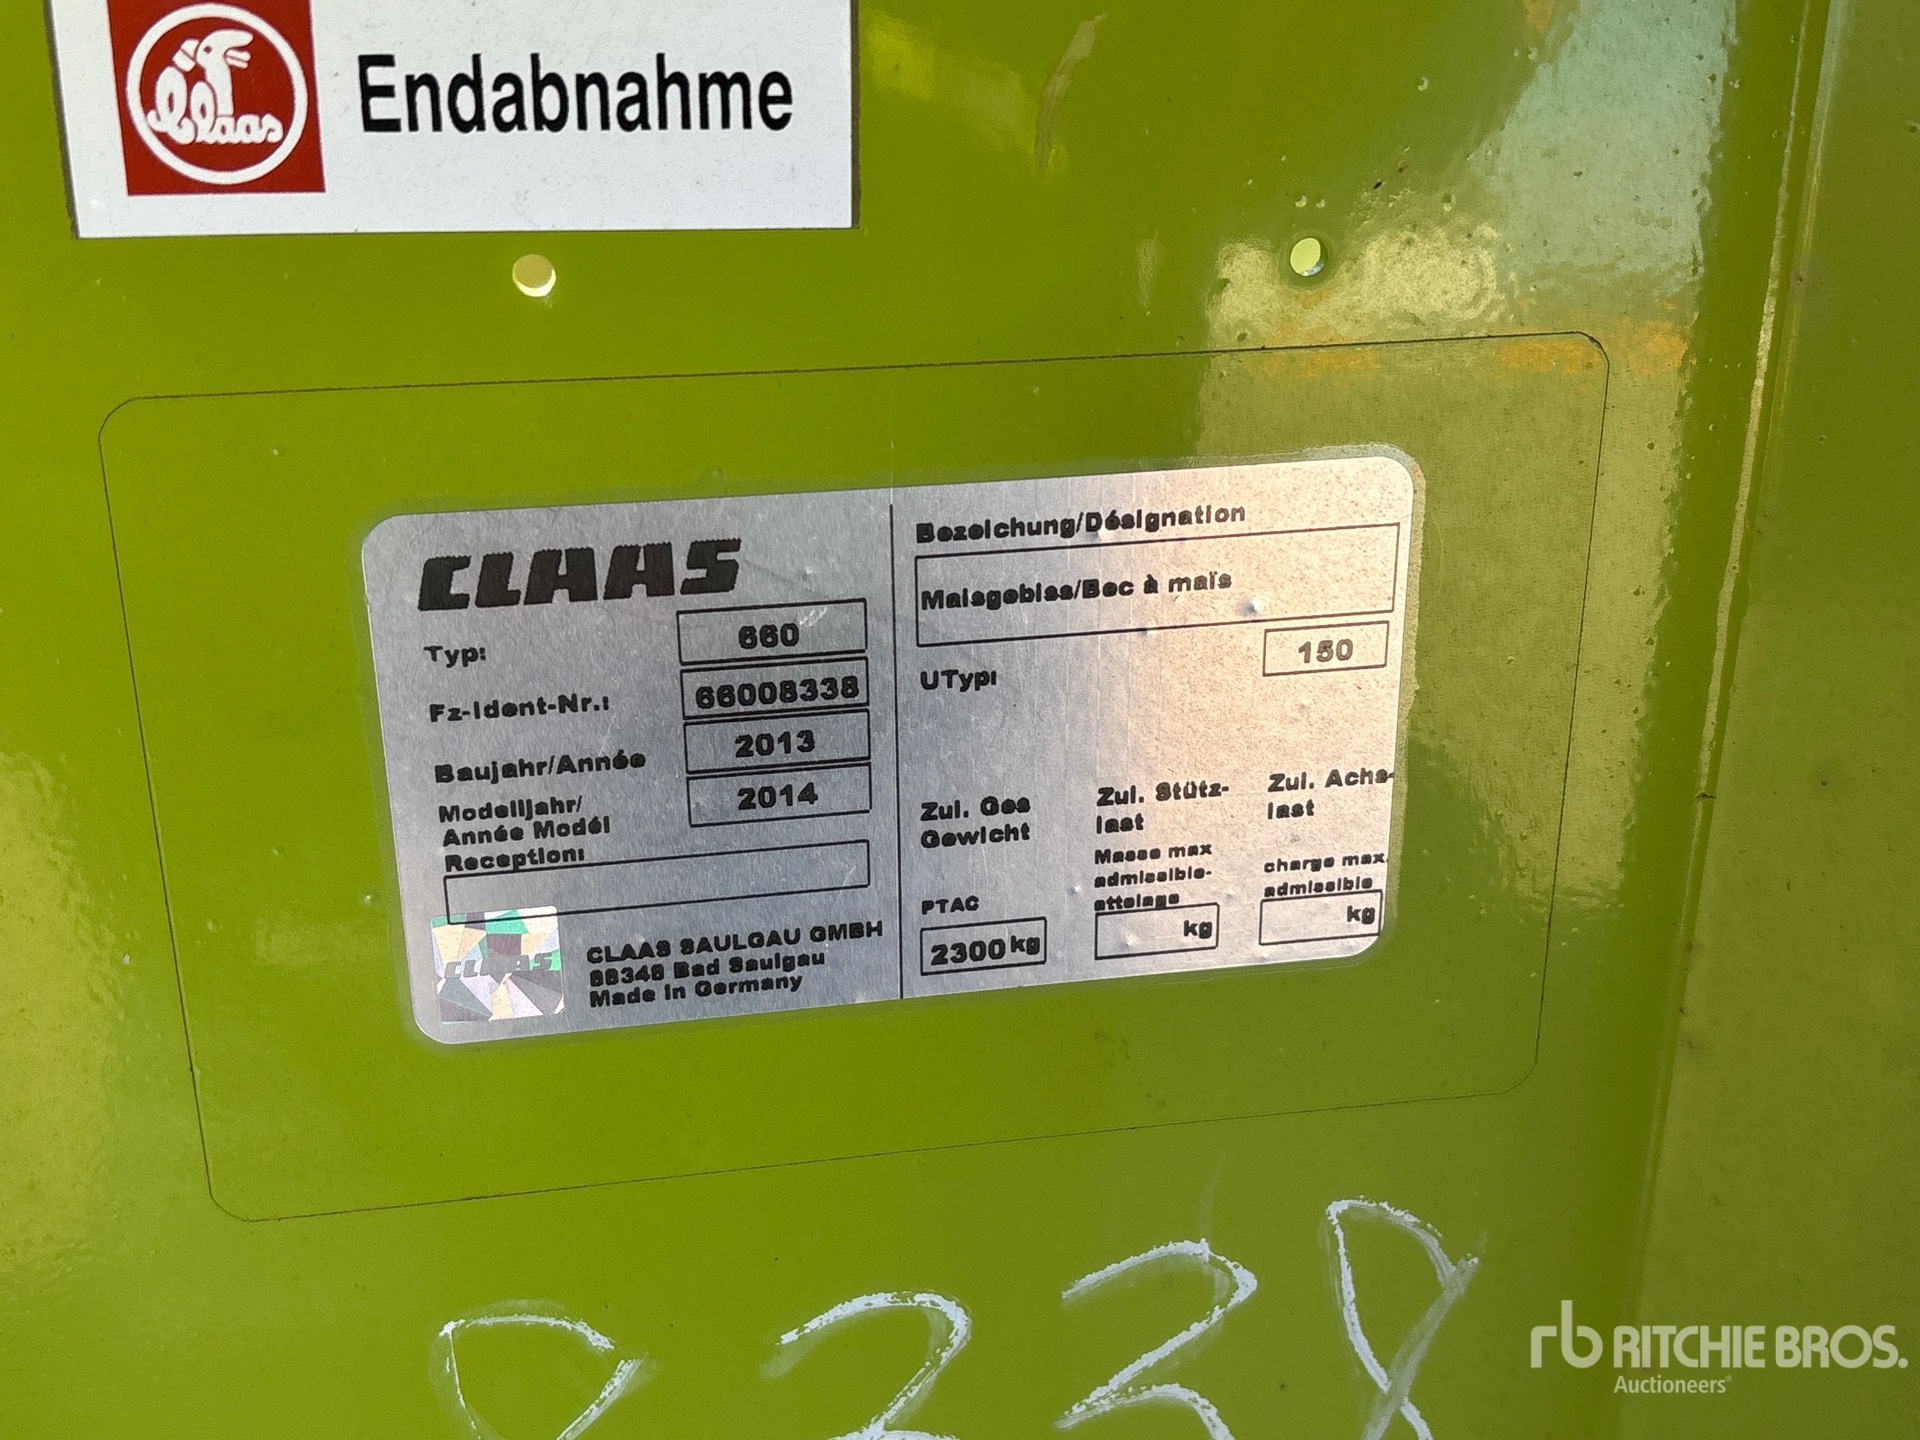 Claas
Endabnahme
CLAAS
Typ: 660
Fz-Ident-Nr.: 66008338
Baujahr/Année 2013
Modelljahr/
Année Modél 2014
Reception:
CLAAS
CLAAS SAULGAU GMBH
88348 Bad Saulgau
Made in Germany
Bezeichung/Désignation
Maisgebiss/Bec à maïs
UTyp: 150
Zul. Ges
Gewicht
PTAC
2300 kg
Zul. Stütz-
last
Masse max
admissible-
attelage
kg
Zul. Achs-
last
charge max.
admissible
kg
8338
rb RITCHIE BROS.
Auctioneers